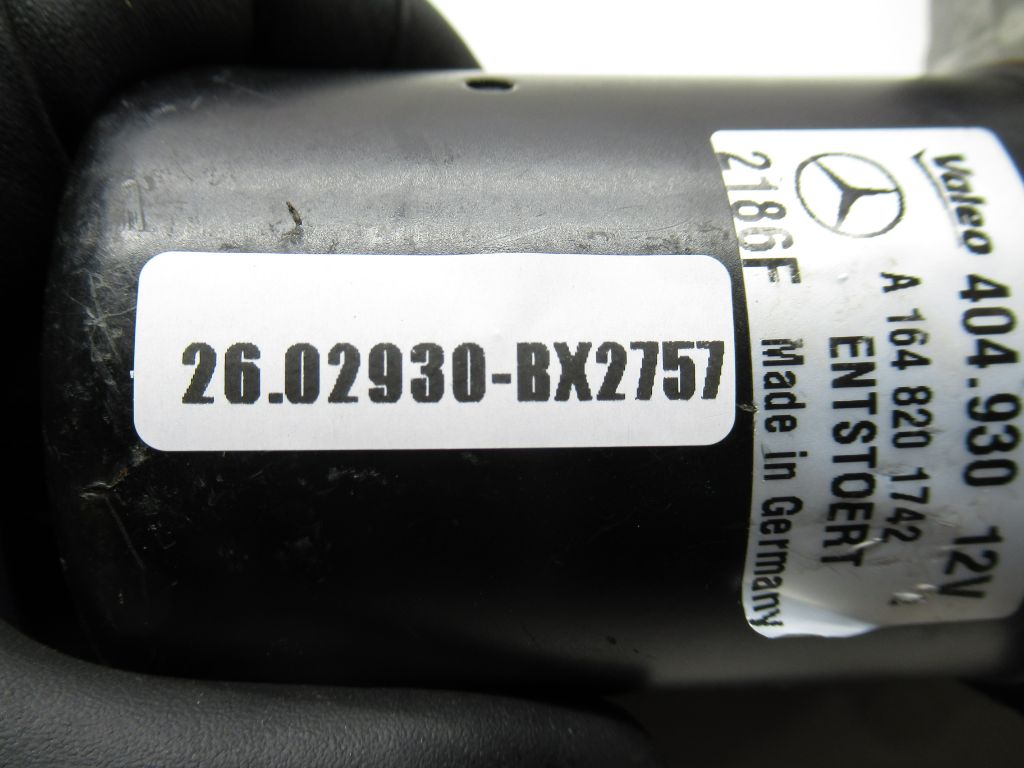 26.02930-BX2757
Valeo 404.930 12V
A 164 820 1742
ENTSTOERT
2186F Made in Germany